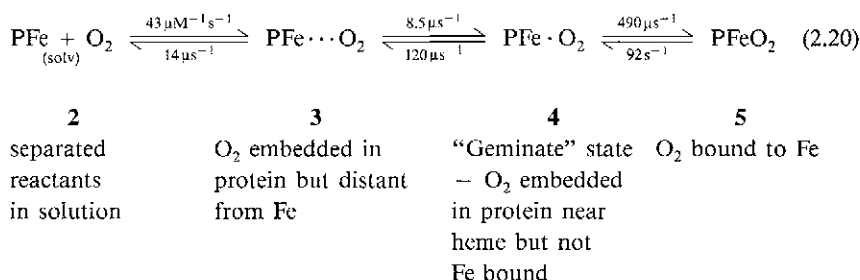 43 μM⁻¹s⁻¹ 8.5 μs⁻¹ 490 μs⁻¹
PFe + O₂ PFe ··· O₂ PFe · O₂ PFeO₂ (2.20)
(solv) 14 μs⁻¹ 120 μs⁻¹ 92 s⁻¹
2 3 4 5
separated O₂ embedded in "Geminate" state O₂ bound to Fe
reactants protein but distant – O₂ embedded
in solution from Fe in protein near
heme but not
Fe bound